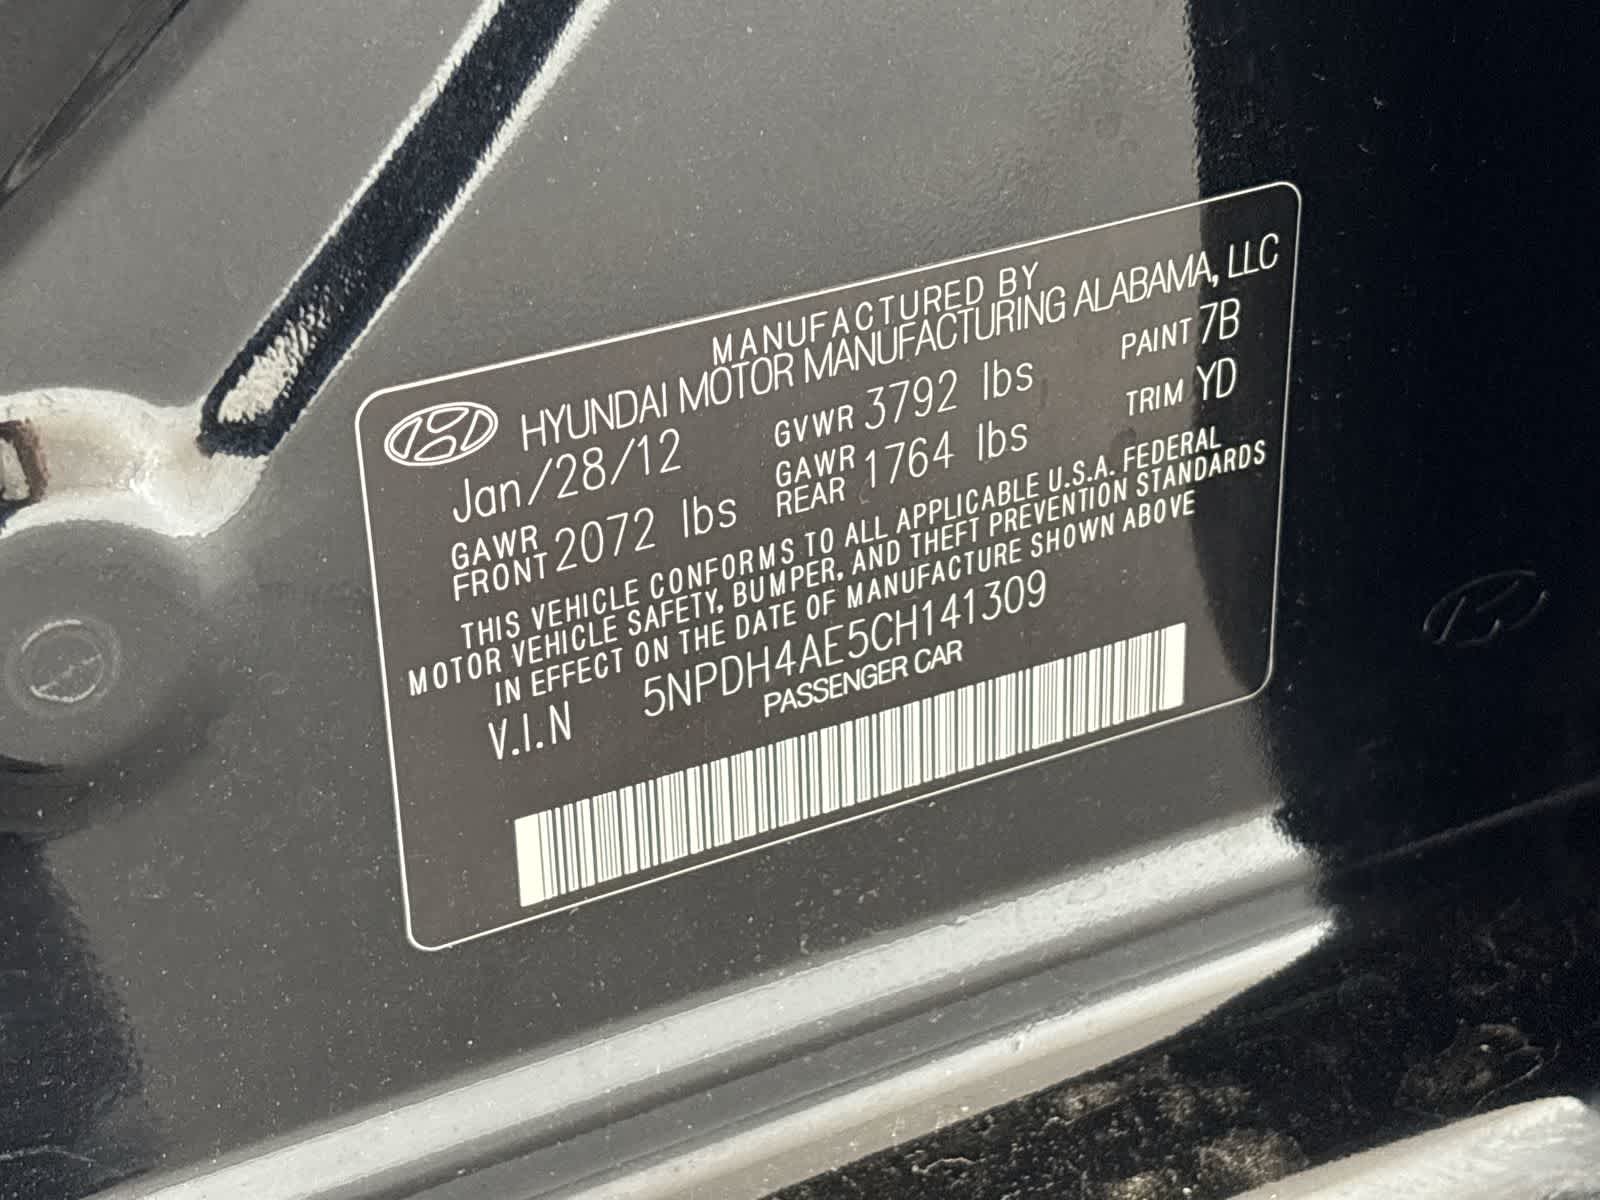 MANUFACTURED BY
HYUNDAI MOTOR MANUFACTURING ALABAMA, LLC
Jan/28/12 GVWR 3792 lbs PAINT 7B
GAWR FRONT 2072 lbs GAWR REAR 1764 lbs TRIM YD
THIS VEHICLE CONFORMS TO ALL APPLICABLE U.S.A. FEDERAL
MOTOR VEHICLE SAFETY, BUMPER, AND THEFT PREVENTION STANDARDS
IN EFFECT ON THE DATE OF MANUFACTURE SHOWN ABOVE
V.I.N 5NPDH4AE5CH141309
PASSENGER CAR